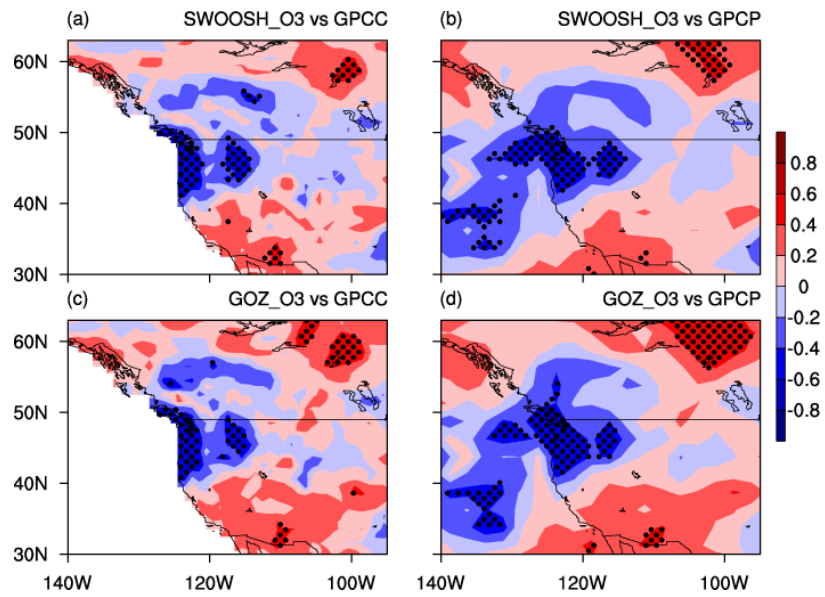 (a) SWOOSH_O3 vs GPCC
(b) SWOOSH_O3 vs GPCP
60N
50N
40N
30N
(c) GOZ_O3 vs GPCC
(d) GOZ_O3 vs GPCP
60N
50N
40N
30N
140W 120W 100W
140W 120W 100W
0.8
0.6
0.4
0.2
0
-0.2
-0.4
-0.6
-0.8